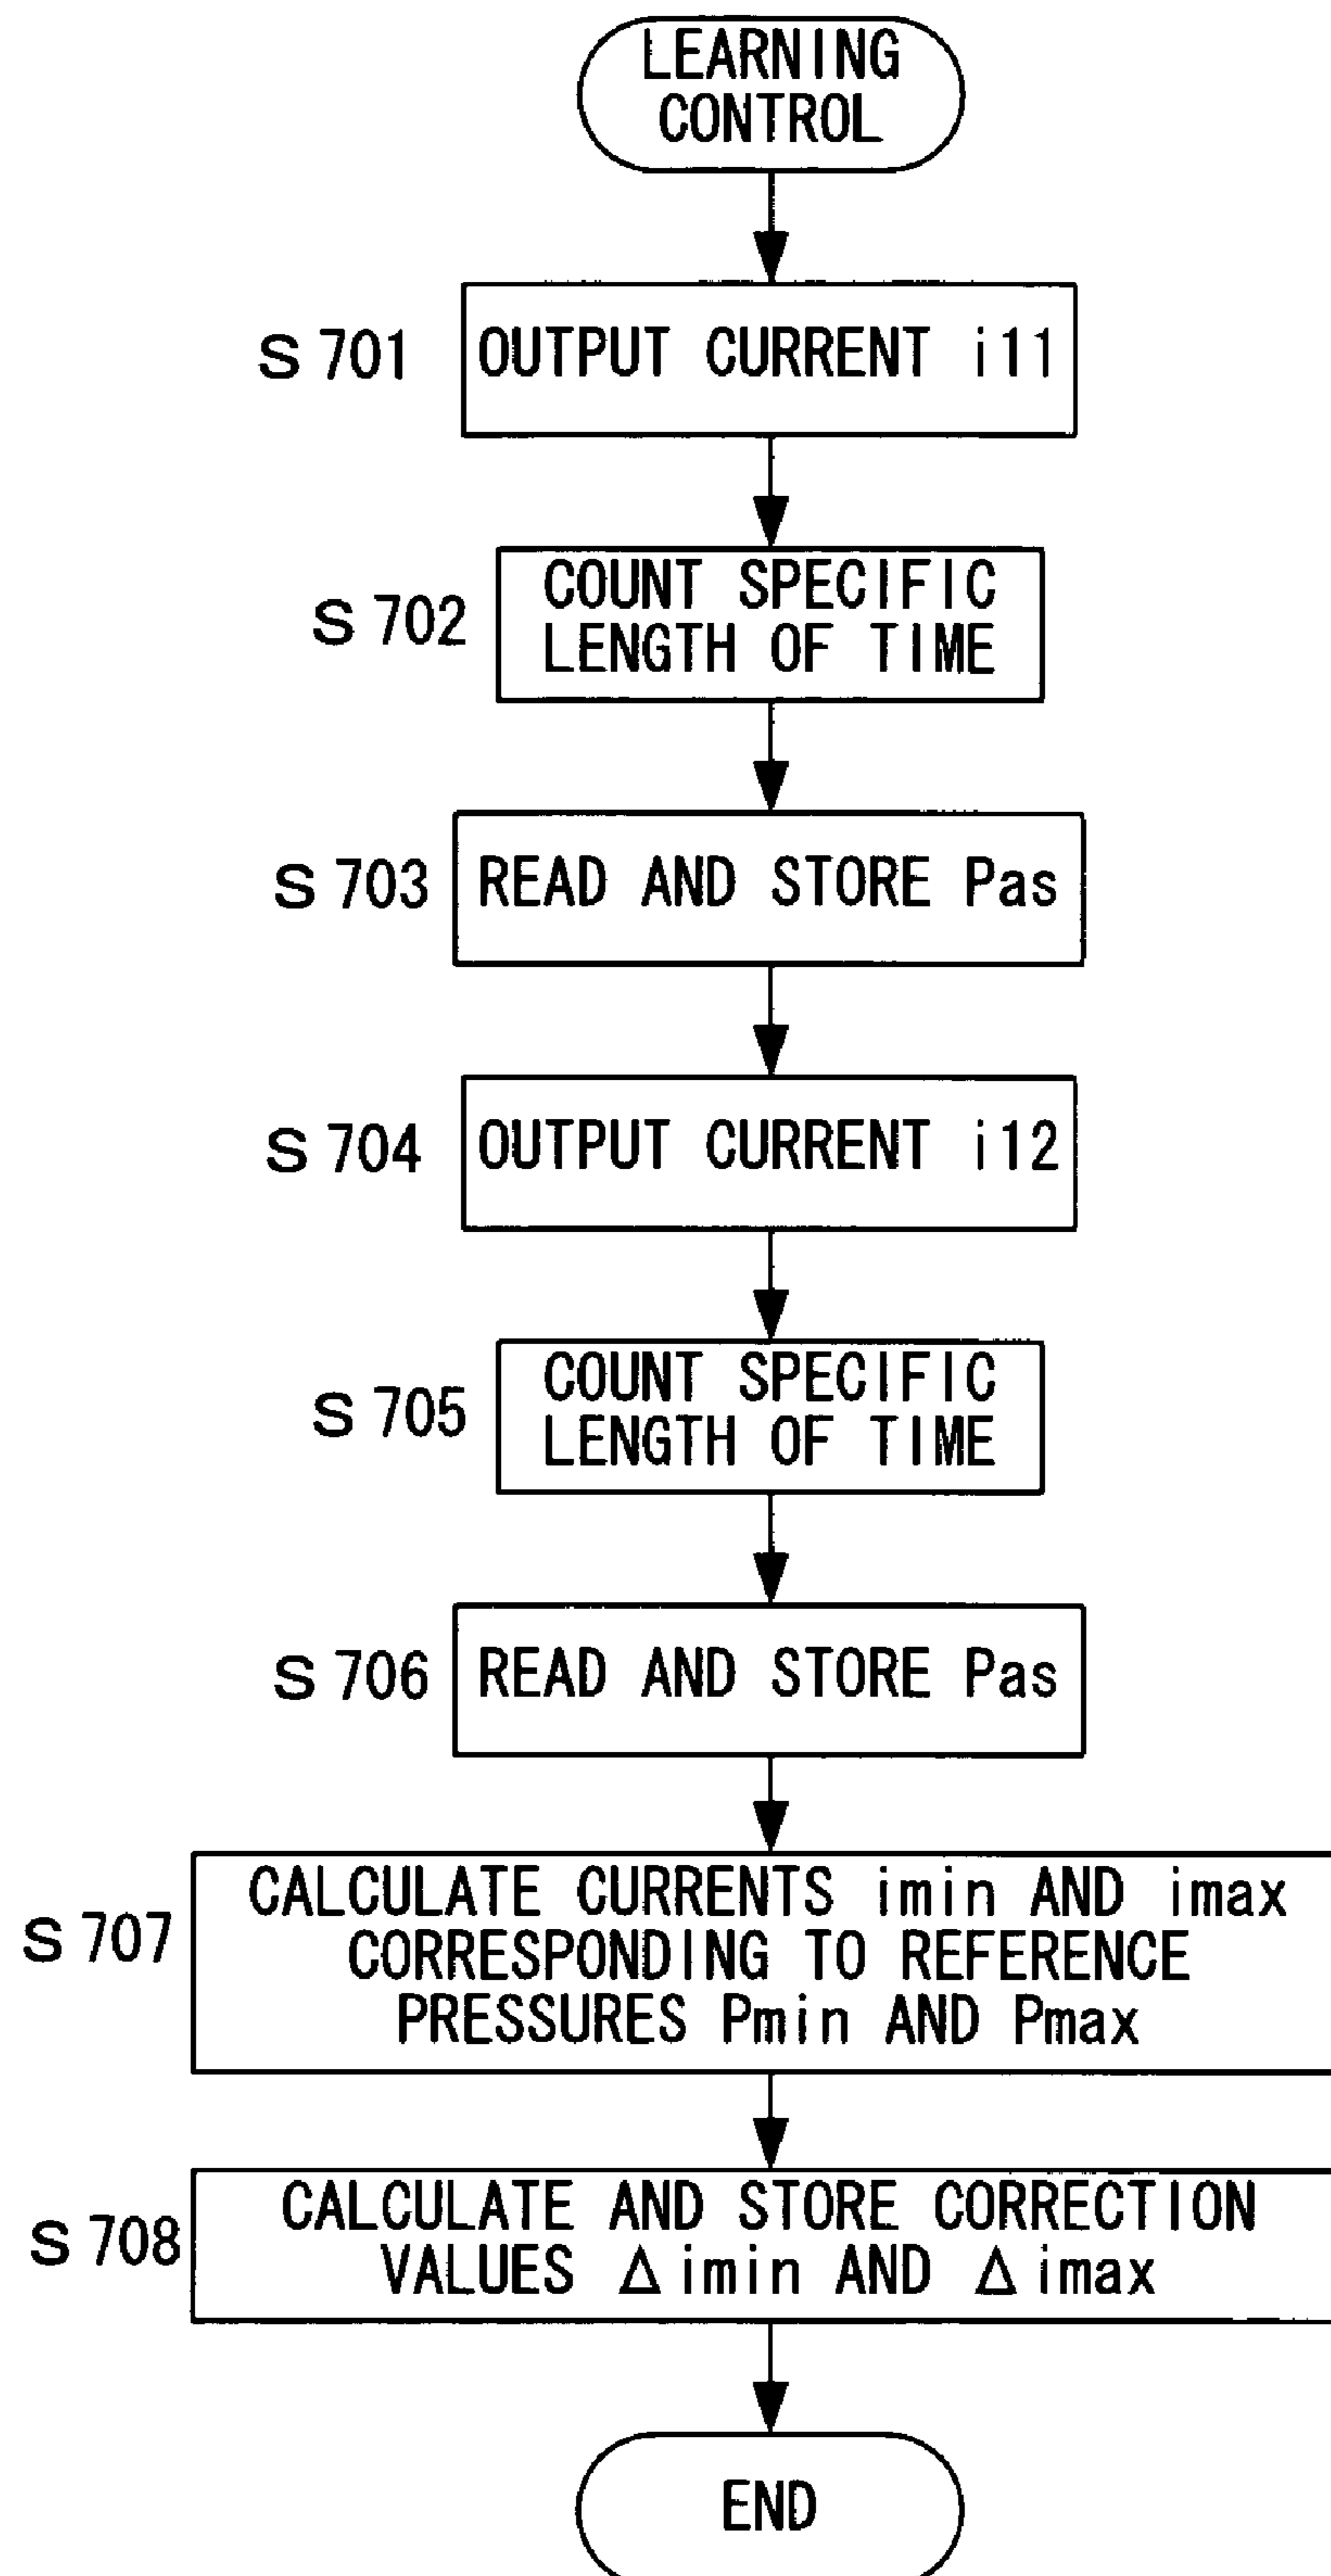 LEARNING
CONTROL
S 701
OUTPUT CURRENT i11
S 702
COUNT SPECIFIC
LENGTH OF TIME
S 703
READ AND STORE Pas
S 704
OUTPUT CURRENT i12
S 705
COUNT SPECIFIC
LENGTH OF TIME
S 706
READ AND STORE Pas
S 707
CALCULATE CURRENTS imin AND imax
CORRESPONDING TO REFERENCE
PRESSURES Pmin AND Pmax
S 708
CALCULATE AND STORE CORRECTION
VALUES Δimin AND Δimax
END